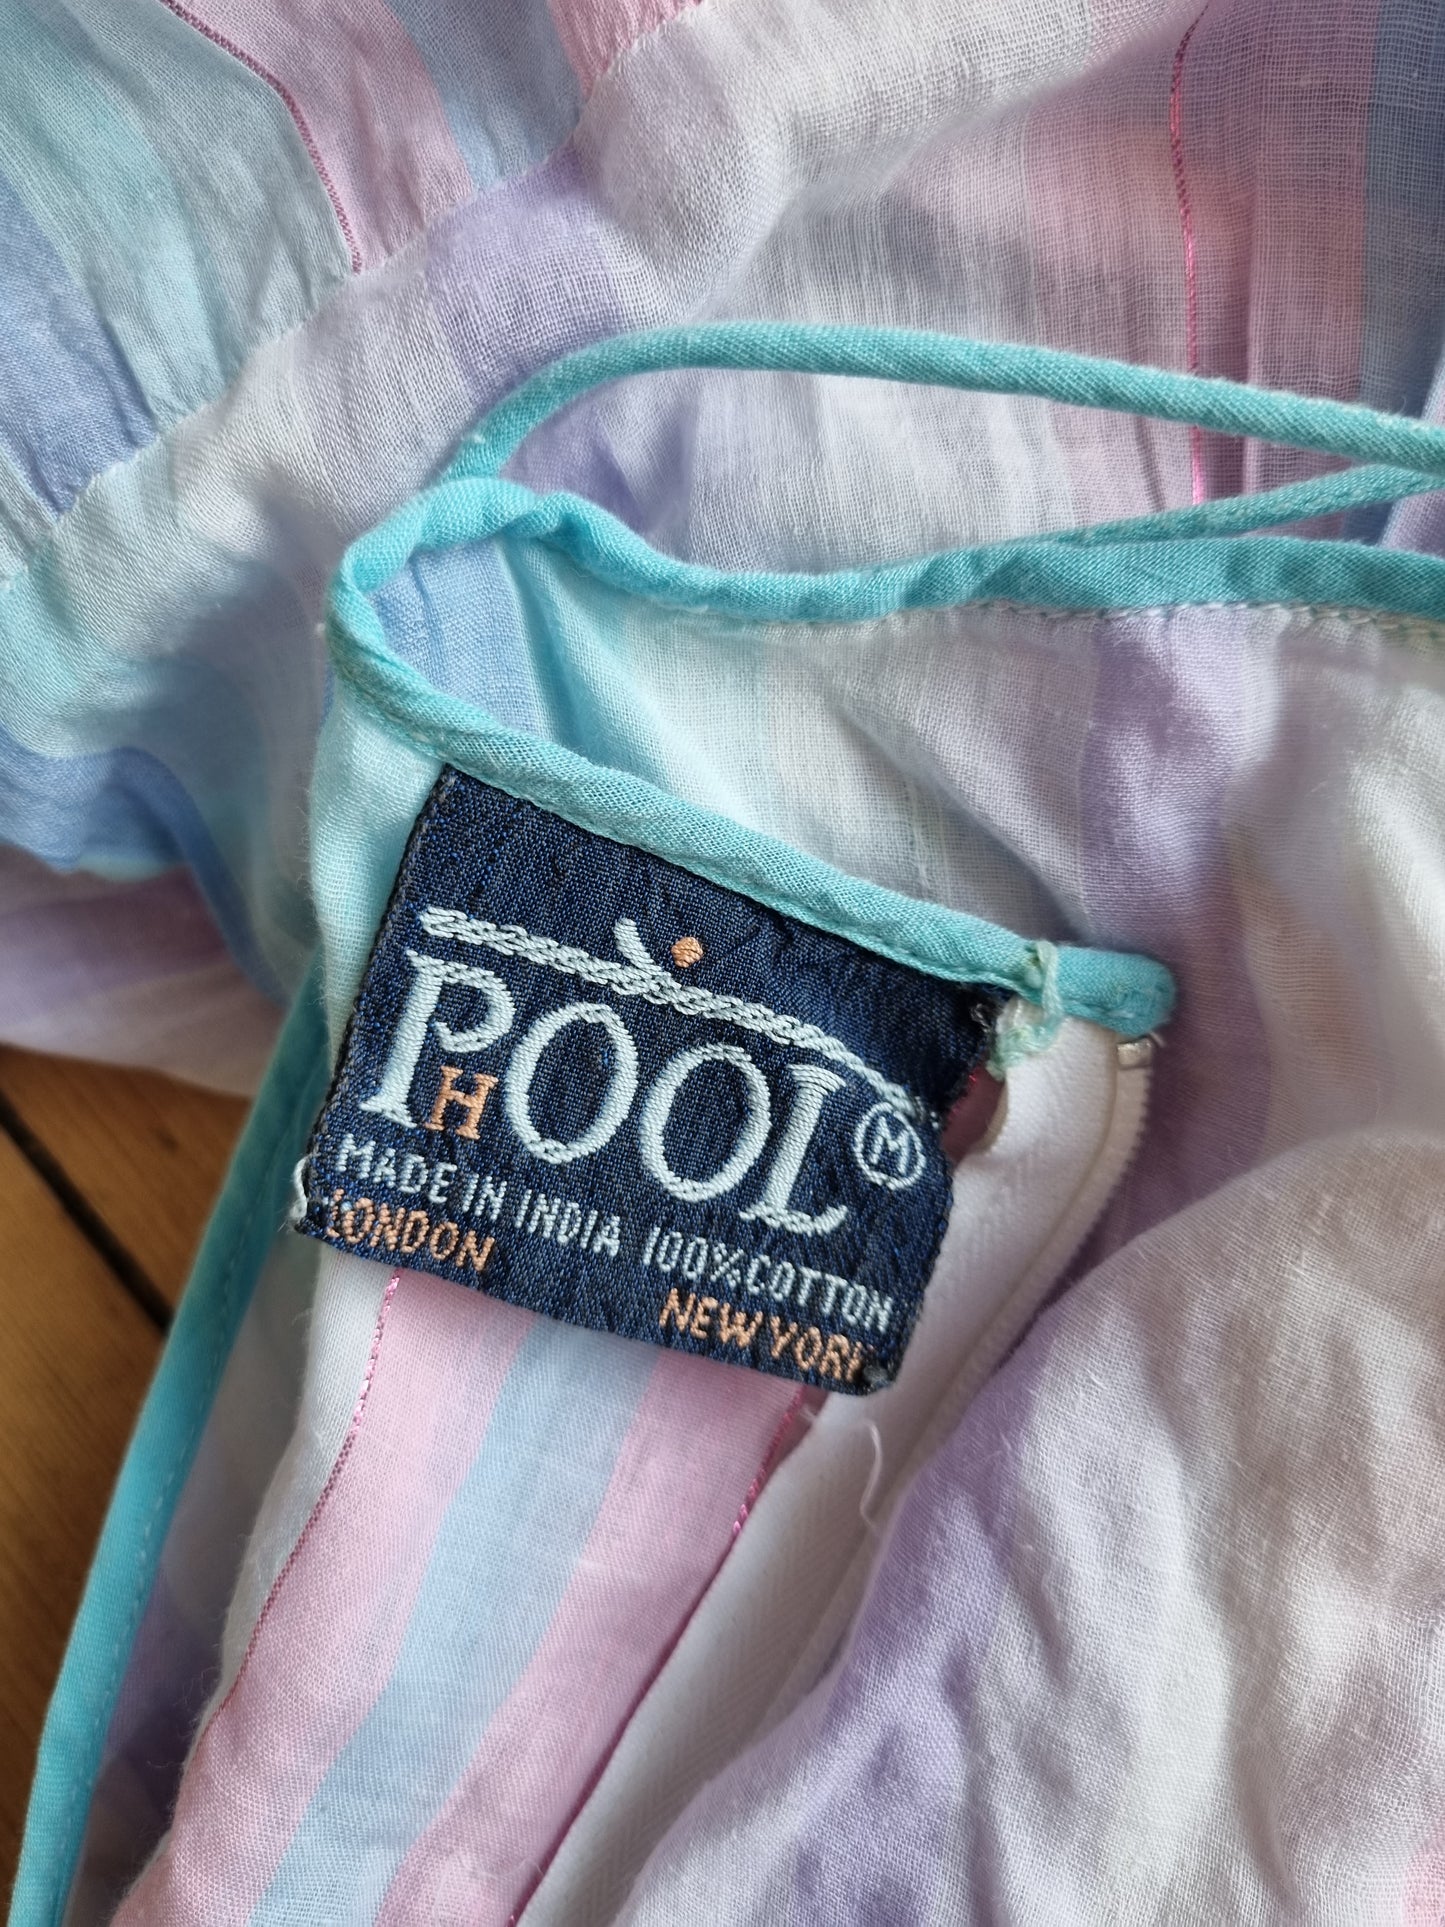 PHOOL M
MADE IN INDIA 100% COTTON
LONDON NEW YORK